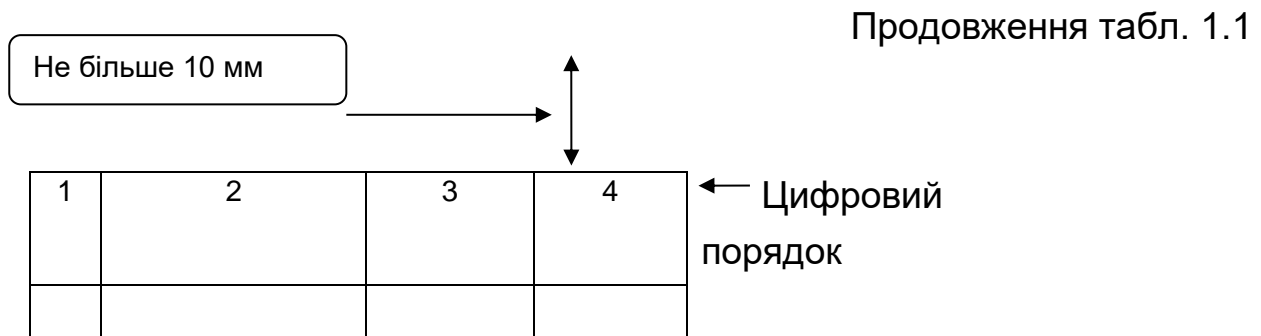 Продовження табл. 1.1
Не більше 10 мм
1 2 3 4
Цифровий
порядок